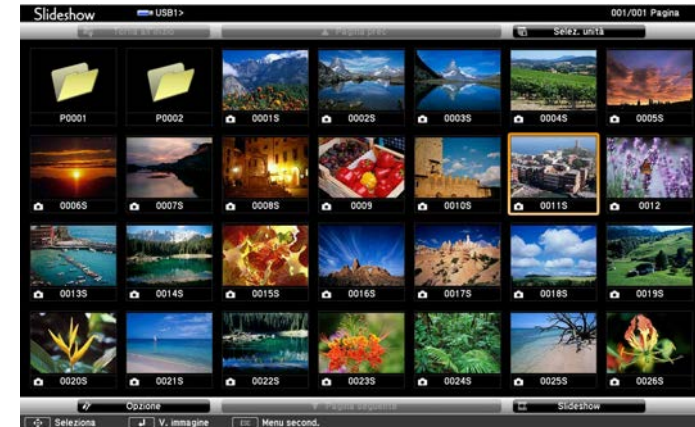 Slideshow USB1> 001/001 Pagina
Torna all'inizio Pagina prec Selez. unità
P0001 P0002 0001S 0002S 0003S 0004S 0005S
0006S 0007S 0008S 0009 0010S 0011S 0012
0013S 0014S 0015S 0016S 0017S 0018S 0019S
0020S 0021S 0022S 0023S 0024S 0025S 0026S
Opzione Pagina seguente Slideshow
Seleziona V. immagine Esc Menu second.